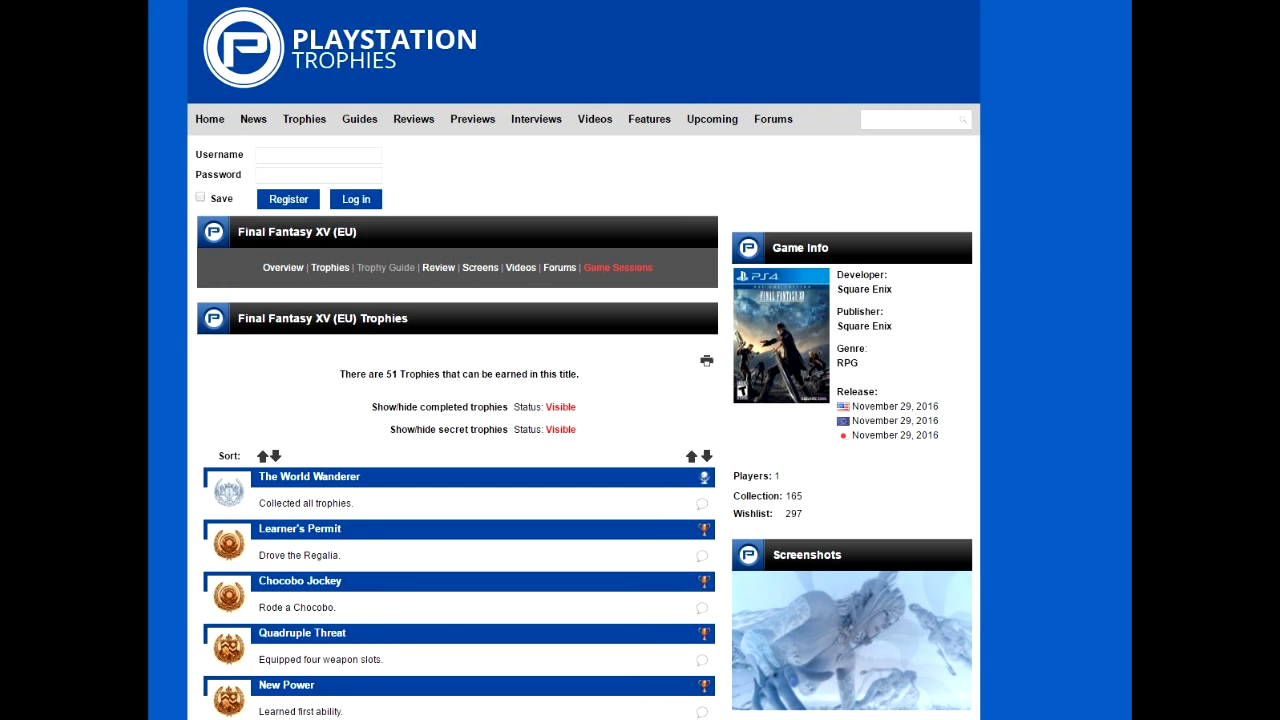 PLAYSTATION
TROPHIES
Home News Trophies Guides Reviews Previews Interviews Videos Features Upcoming Forums
Username
Password
Save Register Log in
Final Fantasy XV (EU)
Overview | Trophies | Trophy Guide | Review | Screens | Videos | Forums | Game Sessions
Final Fantasy XV (EU) Trophies
There are 51 Trophies that can be earned in this title.
Show/hide completed trophies Status: Visible
Show/hide secret trophies Status: Visible
Sort:
The World Wanderer
Collected all trophies.
Learner's Permit
Drove the Regalia.
Chocobo Jockey
Rode a Chocobo.
Quadruple Threat
Equipped four weapon slots.
New Power
Learned first ability.
Game Info
PS4
FINAL FANTASY XV
Developer:
Square Enix
Publisher:
Square Enix
Genre:
RPG
Release:
November 29, 2016
November 29, 2016
November 29, 2016
Players: 1
Collection: 165
Wishlist: 297
Screenshots